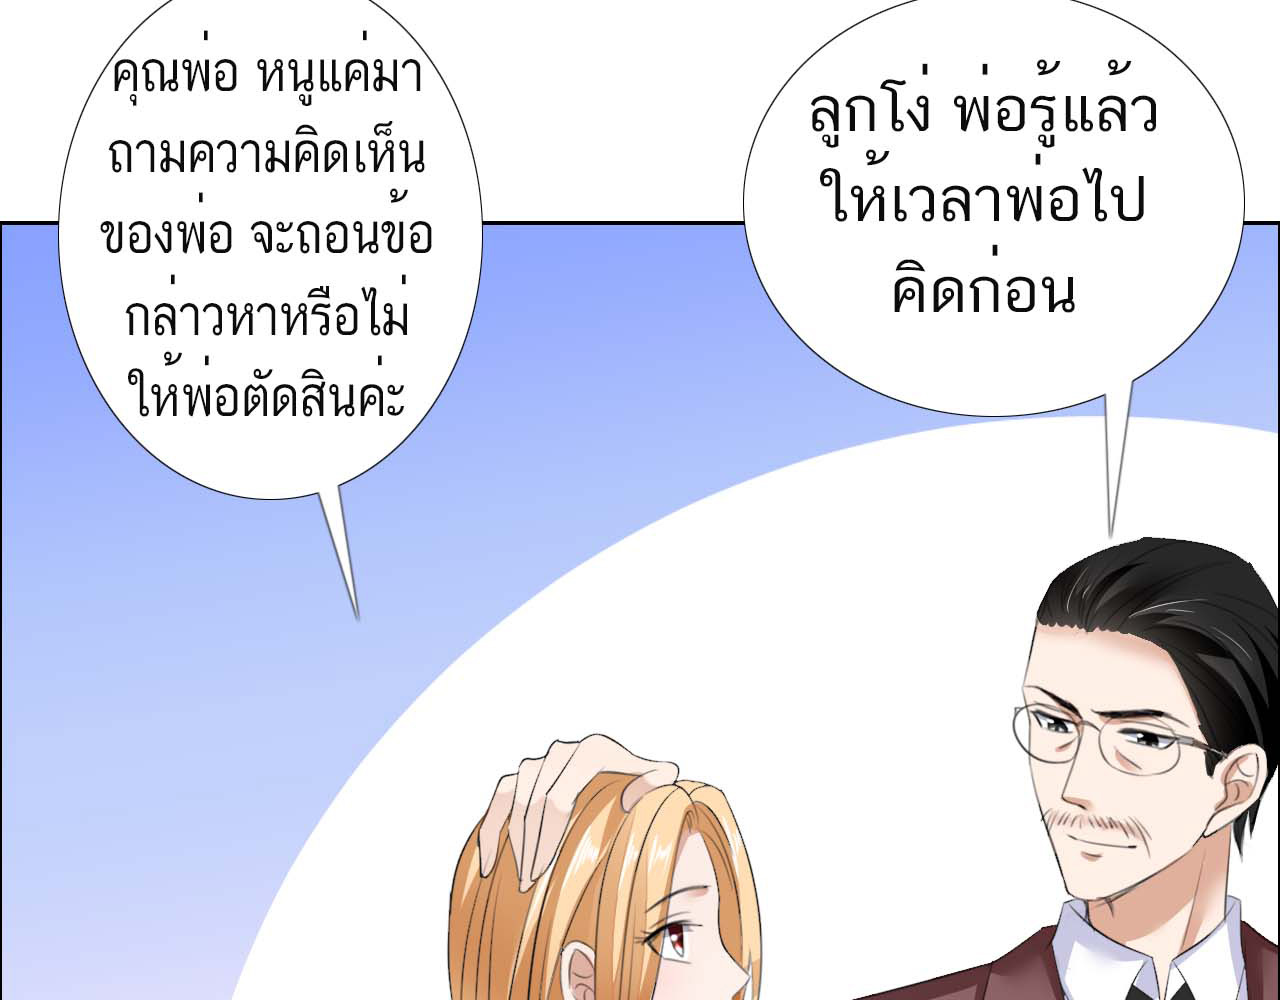 คุณพ่อ หนูแค่มา
ถามความคิดเห็น
ของพ่อ จะถอนข้อ
กล่าวหาหรือไม่
ให้พ่อตัดสินค่ะ
ลูกโง่ พ่อรู้แล้ว
ให้เวลาพ่อไป
คิดก่อน